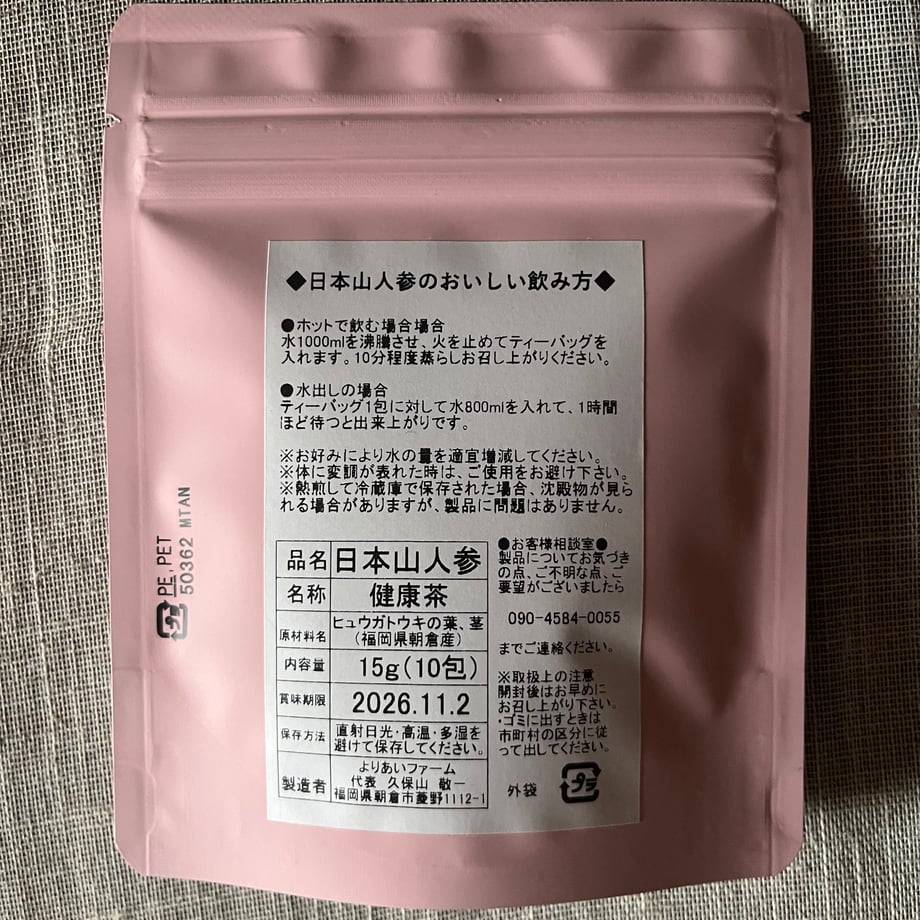 ◆日本山人参のおいしい飲み方◆
●ホットで飲む場合場合
水1000mlを沸騰させ、火を止めてティーバッグを
入れます。10分程度蒸らしお召し上がりください。
●水出しの場合
ティーバッグ1包に対して水800mlを入れて、1時間
ほど待つと出来上がりです。
※お好みにより水の量を適宜増減してください。
※体に変調が表れた時は、ご使用をお避け下さい。
※熱煎して冷蔵庫で保存された場合、沈殿物が見ら
れる場合がありますが、製品に問題はありません。
品名 日本山人参
名称 健康茶
原材料名 ヒュウガトウキの葉、茎
(福岡県朝倉産)
内容量 15g(10包)
賞味期限 2026.11.2
保存方法 直射日光・高温・多湿を
避けて保存してください。
製造者 よりあいファーム
代表 久保山 敬一
福岡県朝倉市菱野1112-1
●お客様相談室●
製品についてお気づき
の点、ご不明な点、ご
要望がございましたら
090-4584-0055
までご連絡ください。
※取扱上の注意
開封後はお早めに
お召し上がり下さい。
・ゴミに出すときは
市町村の区分に従
って出してください。
外袋 プラ
プラ PE, PET
50362 MTAN